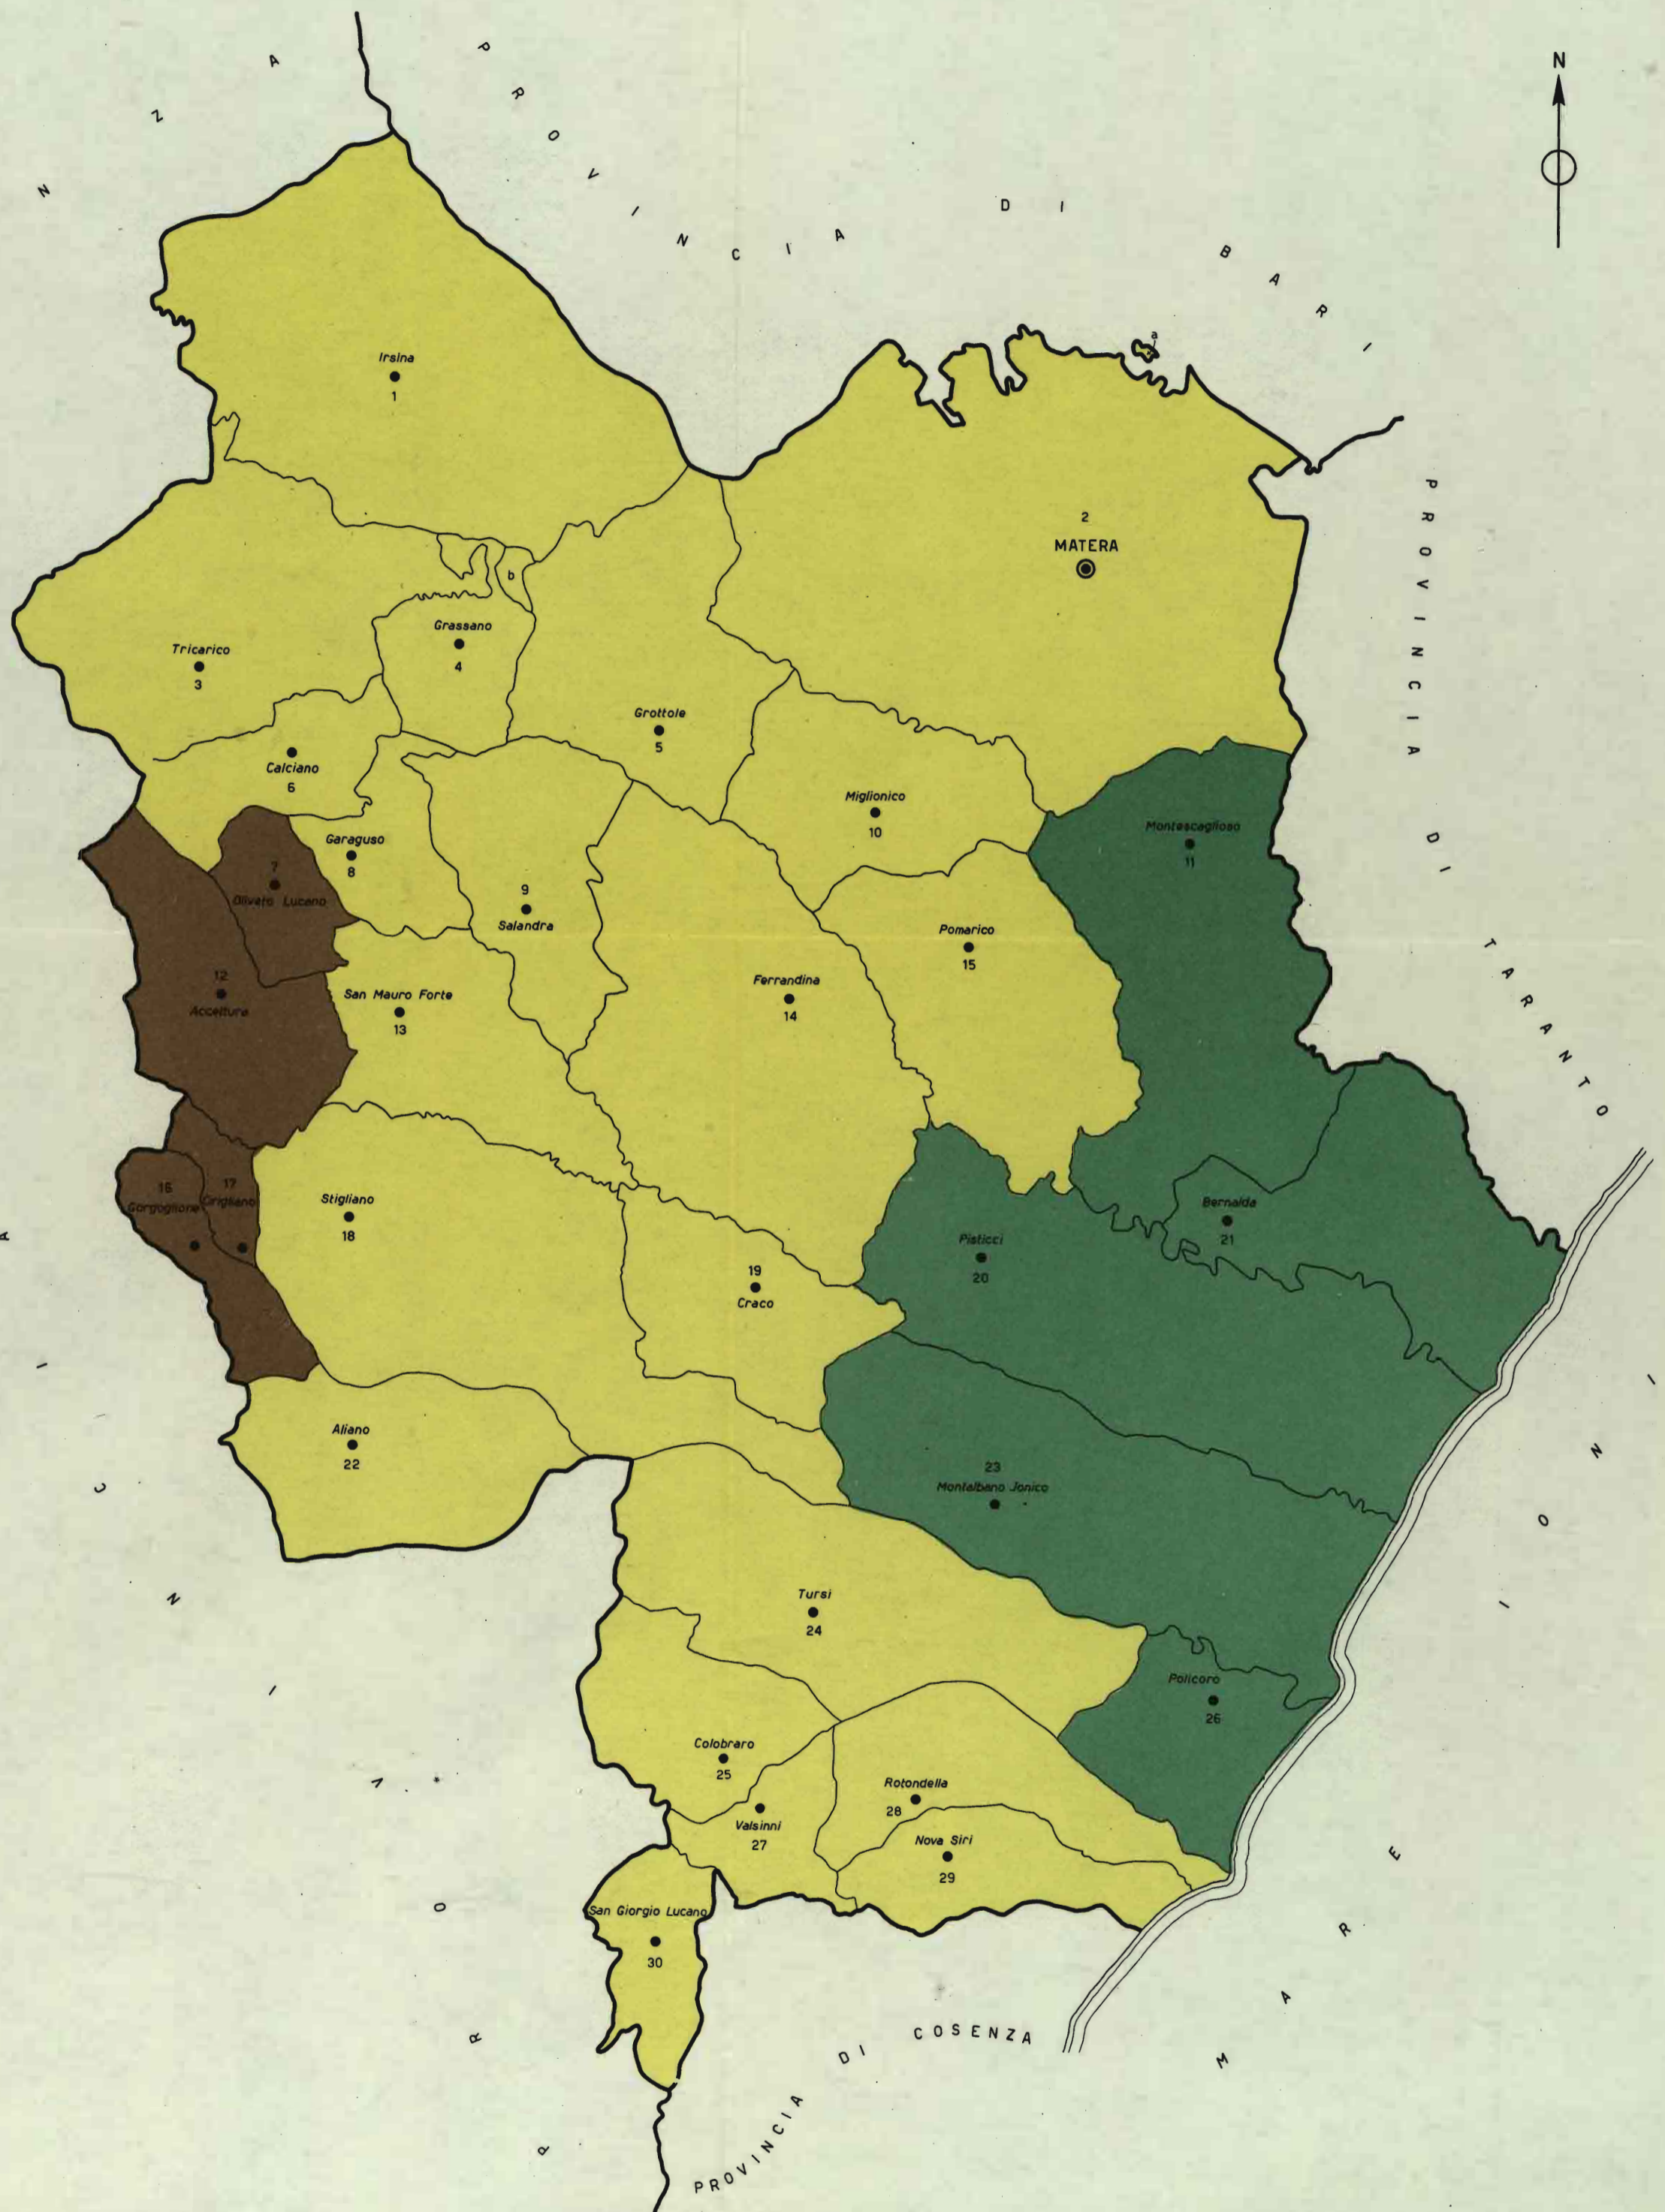 N
PROVINCIA DI BARI
a
Irsina
1
2
MATERA
b
Grassano
4
Tricarico
3
Grottole
5
Calciano
6
Miglionico
10
Montescaglioso
11
Garaguso
8
7
Oliveto Lucano
9
Salandra
Pomarico
15
12
Accettura
San Mauro Forte
13
Ferrandina
14
PROVINCIA DI TARANTO
16
Gorgoglione
17
Cirigliano
Stigliano
18
19
Craco
Pisticci
20
Bernalda
21
Aliano
22
23
Montalbano Jonico
Tursi
24
Policoro
26
Colobraro
25
Valsinni
27
Rotondella
28
Nova Siri
29
San Giorgio Lucano
30
MARE IONI
PROVINCIA DI COSENZA